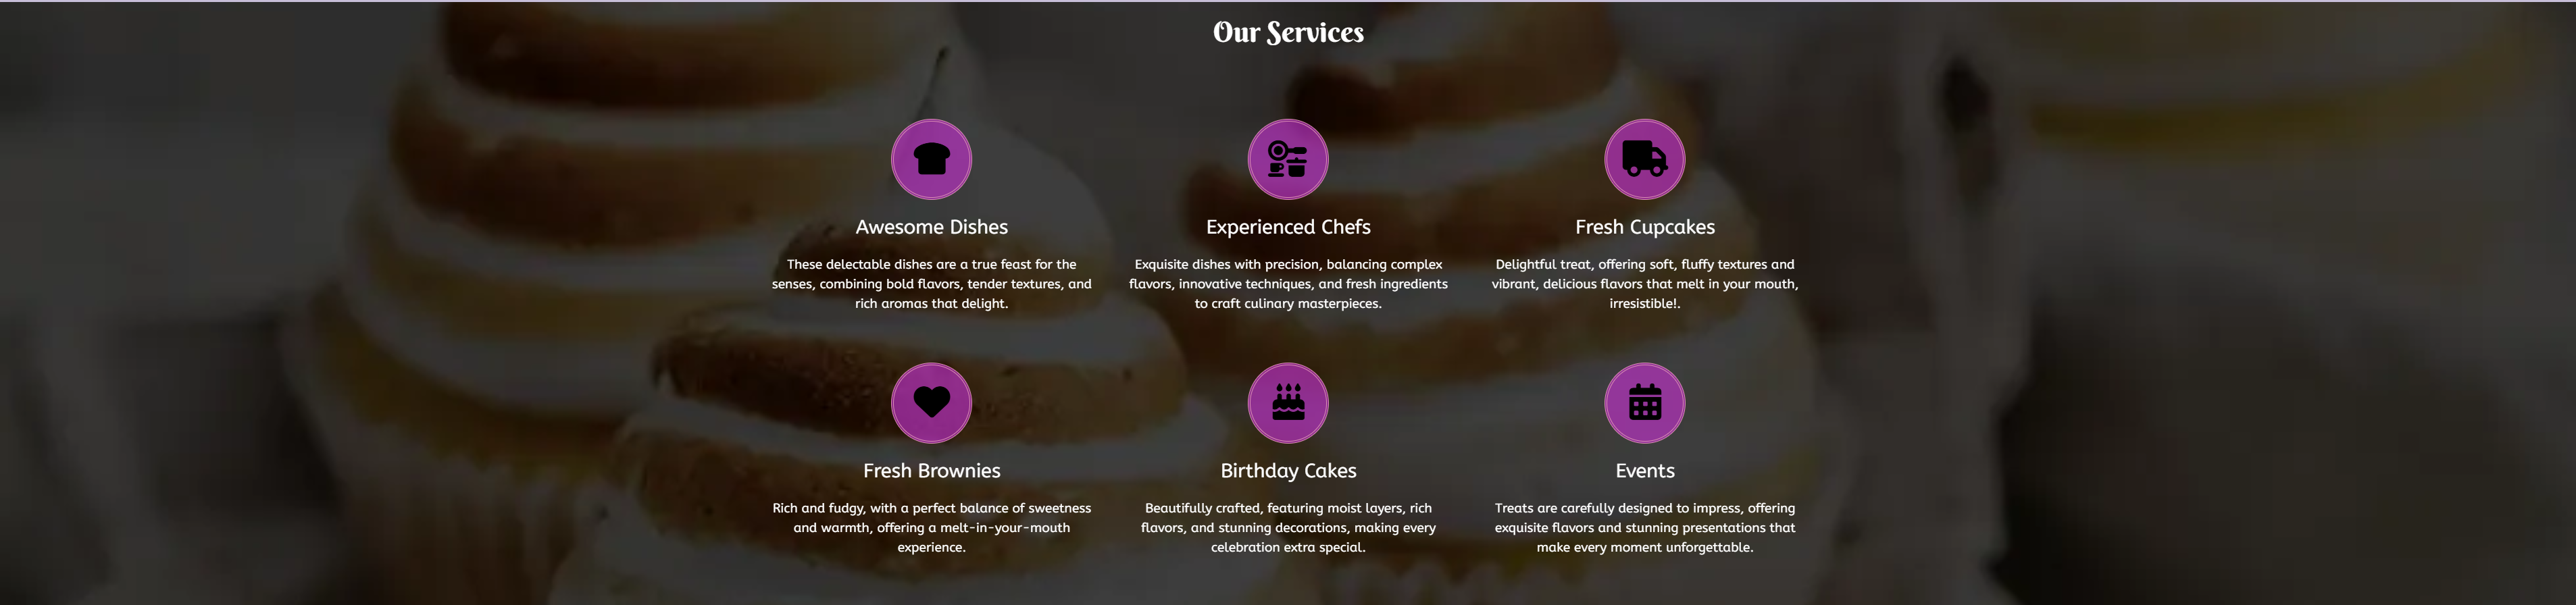 Our Services
Awesome Dishes
These delectable dishes are a true feast for the
senses, combining bold flavors, tender textures, and
rich aromas that delight.
Experienced Chefs
Exquisite dishes with precision, balancing complex
flavors, innovative techniques, and fresh ingredients
to craft culinary masterpieces.
Fresh Cupcakes
Delightful treat, offering soft, fluffy textures and
vibrant, delicious flavors that melt in your mouth,
irresistible!.
Fresh Brownies
Rich and fudgy, with a perfect balance of sweetness
and warmth, offering a melt-in-your-mouth
experience.
Birthday Cakes
Beautifully crafted, featuring moist layers, rich
flavors, and stunning decorations, making every
celebration extra special.
Events
Treats are carefully designed to impress, offering
exquisite flavors and stunning presentations that
make every moment unforgettable.